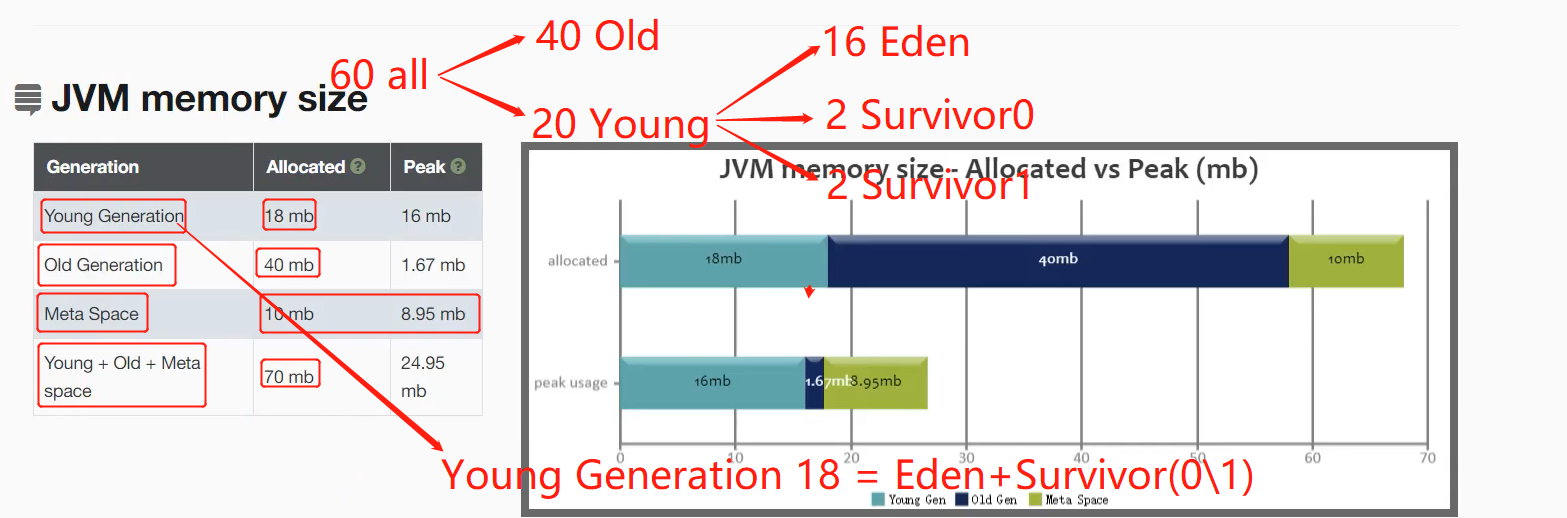 40 Old
16 Eden
60 all
JVM memory size
20 Young
2 Survivor0
2 Survivor1
Generation Allocated ? Peak ?
Young Generation 18 mb 16 mb
Old Generation 40 mb 1.67 mb
Meta Space 10 mb 8.95 mb
Young + Old + Meta space 70 mb 24.95 mb
JVM memory size - Allocated vs Peak (mb)
allocated 18mb 40mb 10mb
peak usage 16mb 1.67mb 8.95mb
0 10 20 30 40 50 60 70
Young Generation 18 = Eden+Survivor(0\1)
Young Gen Old Gen Meta Space